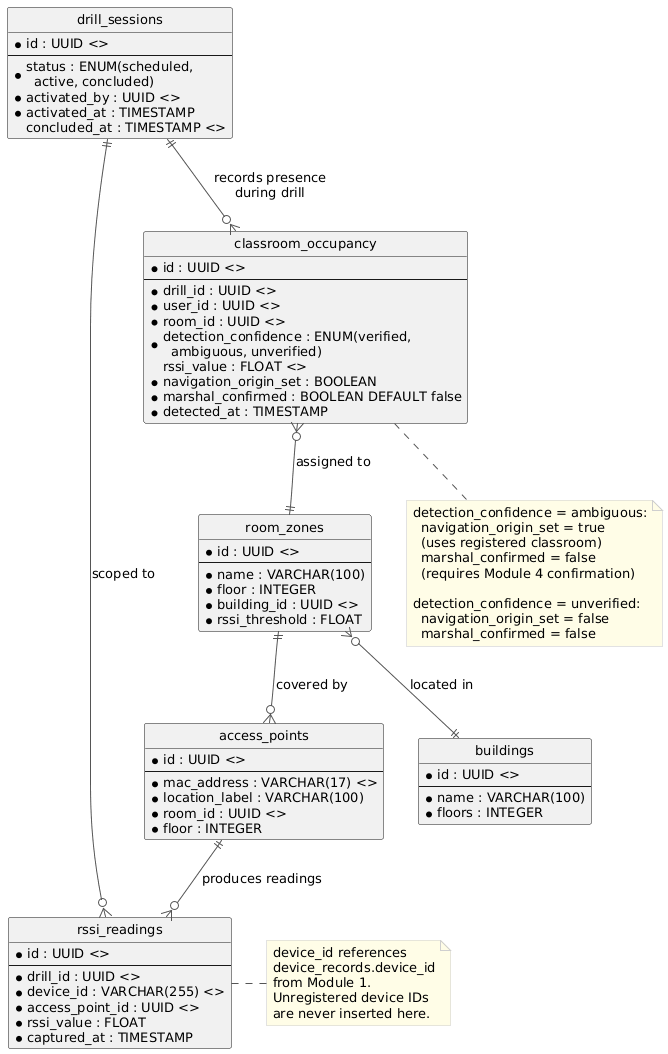 drill_sessions
id : UUID <>
status : ENUM(scheduled,
active, concluded)
activated_by : UUID <>
activated_at : TIMESTAMP
concluded_at : TIMESTAMP <>
records presence
during drill
classroom_occupancy
id : UUID <>
drill_id : UUID <>
user_id : UUID <>
room_id : UUID <>
detection_confidence : ENUM(verified,
ambiguous, unverified)
rssi_value : FLOAT <>
navigation_origin_set : BOOLEAN
marshal_confirmed : BOOLEAN DEFAULT false
detected_at : TIMESTAMP
assigned to
detection_confidence = ambiguous:
navigation_origin_set = true
(uses registered classroom)
marshal_confirmed = false
(requires Module 4 confirmation)
detection_confidence = unverified:
navigation_origin_set = false
marshal_confirmed = false
room_zones
id : UUID <>
name : VARCHAR(100)
floor : INTEGER
building_id : UUID <>
rssi_threshold : FLOAT
scoped to
covered by
located in
access_points
id : UUID <>
mac_address : VARCHAR(17) <>
location_label : VARCHAR(100)
room_id : UUID <>
floor : INTEGER
buildings
id : UUID <>
name : VARCHAR(100)
floors : INTEGER
produces readings
rssi_readings
id : UUID <>
drill_id : UUID <>
device_id : VARCHAR(255) <>
access_point_id : UUID <>
rssi_value : FLOAT
captured_at : TIMESTAMP
device_id references
device_records.device_id
from Module 1.
Unregistered device IDs
are never inserted here.